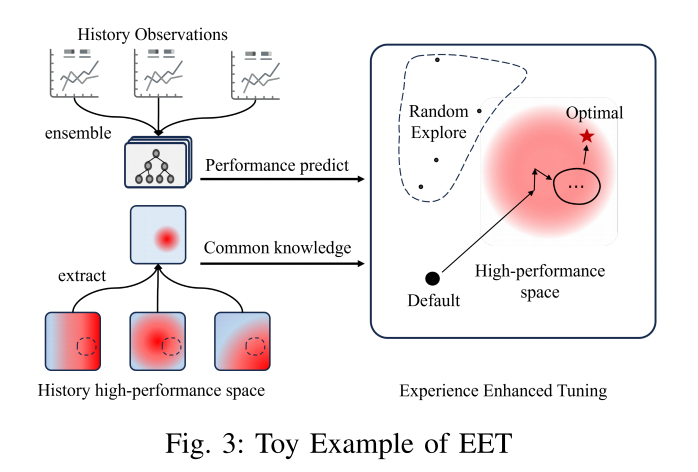 History Observations
ensemble
Performance predict
Common knowledge
extract
History high-performance space
Random
Explore
Optimal
...
High-performance
space
Default
Experience Enhanced Tuning
Fig. 3: Toy Example of EET